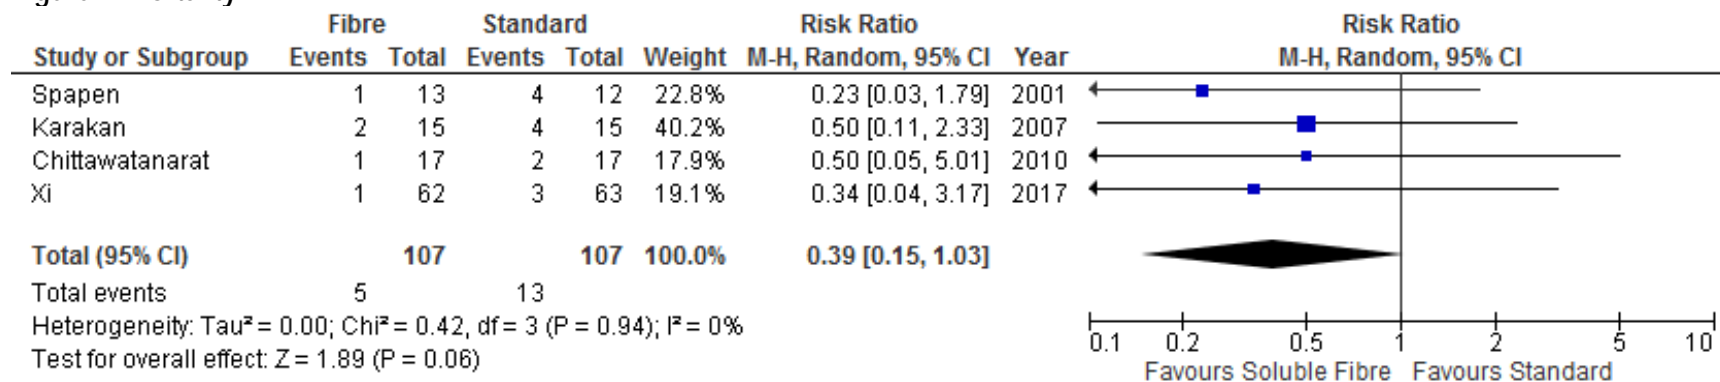 Fibre Standard Risk Ratio Risk Ratio
Study or Subgroup Events Total Events Total Weight M-H, Random, 95% CI Year M-H, Random, 95% CI
Spapen 1 13 4 12 22.8% 0.23 [0.03, 1.79] 2001
Karakan 2 15 4 15 40.2% 0.50 [0.11, 2.33] 2007
Chittawatanarat 1 17 2 17 17.9% 0.50 [0.05, 5.01] 2010
Xi 1 62 3 63 19.1% 0.34 [0.04, 3.17] 2017
Total (95% CI) 107 107 100.0% 0.39 [0.15, 1.03]
Total events 5 13
Heterogeneity: Tau² = 0.00; Chi² = 0.42, df = 3 (P = 0.94); I² = 0%
Test for overall effect: Z = 1.89 (P = 0.06)
0.1 0.2 0.5 1 2 5 10
Favours Soluble Fibre Favours Standard